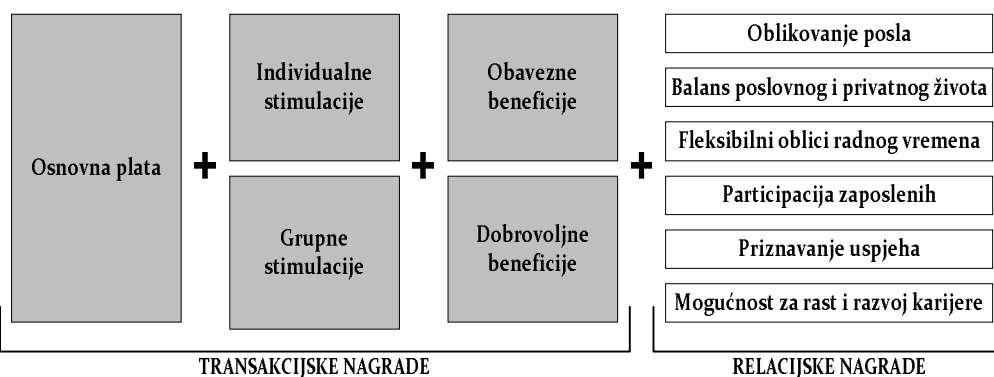 Osnovna plata
+
Individualne
stimulacije
Grupne
stimulacije
+
Obavezne
beneficije
Dobrovoljne
beneficije
+
Oblikovanje posla
Balans poslovnog i privatnog života
Fleksibilni oblici radnog vremena
Participacija zaposlenih
Priznavanje uspjeha
Mogućnost za rast i razvoj karijere
TRANSAKCIJSKE NAGRADE
RELACIJSKE NAGRADE